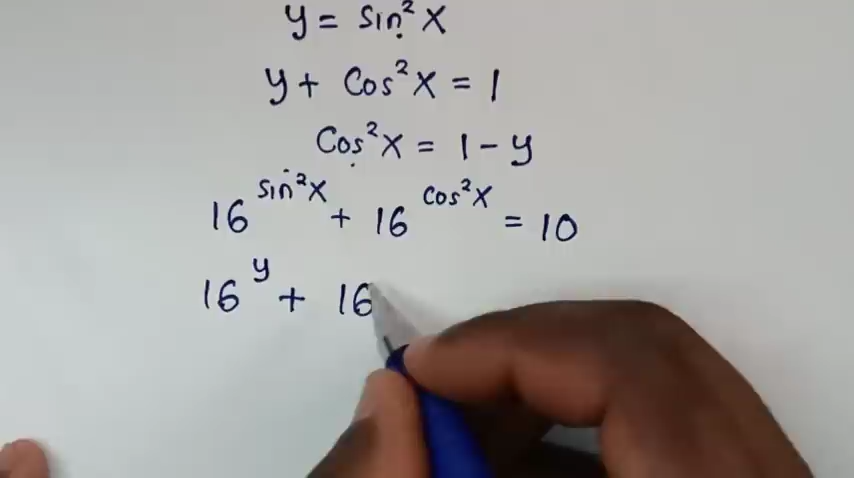 y = sin²x
y + Cos²x = 1
Cos²x = 1 - y
16^sin²x + 16^cos²x = 10
16^y + 16